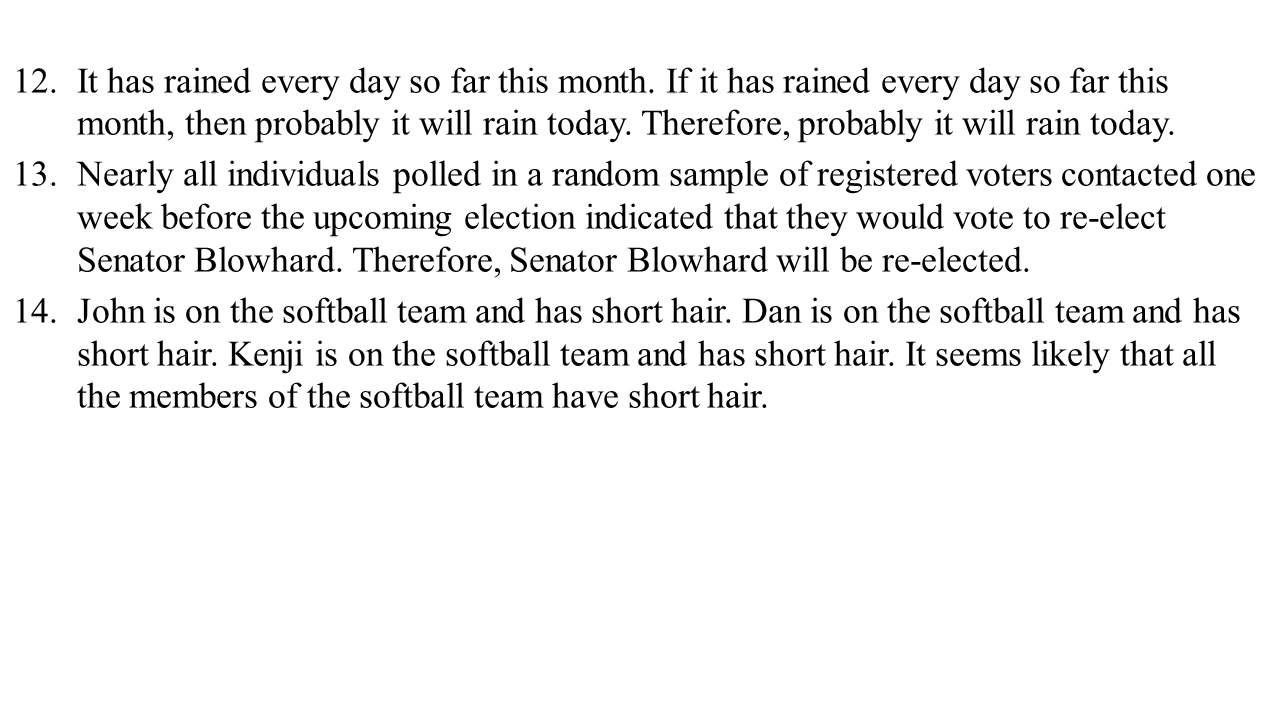 12. It has rained every day so far this month. If it has rained every day so far this
month, then probably it will rain today. Therefore, probably it will rain today.
13. Nearly all individuals polled in a random sample of registered voters contacted one
week before the upcoming election indicated that they would vote to re-elect
Senator Blowhard. Therefore, Senator Blowhard will be re-elected.
14. John is on the softball team and has short hair. Dan is on the softball team and has
short hair. Kenji is on the softball team and has short hair. It seems likely that all
the members of the softball team have short hair.